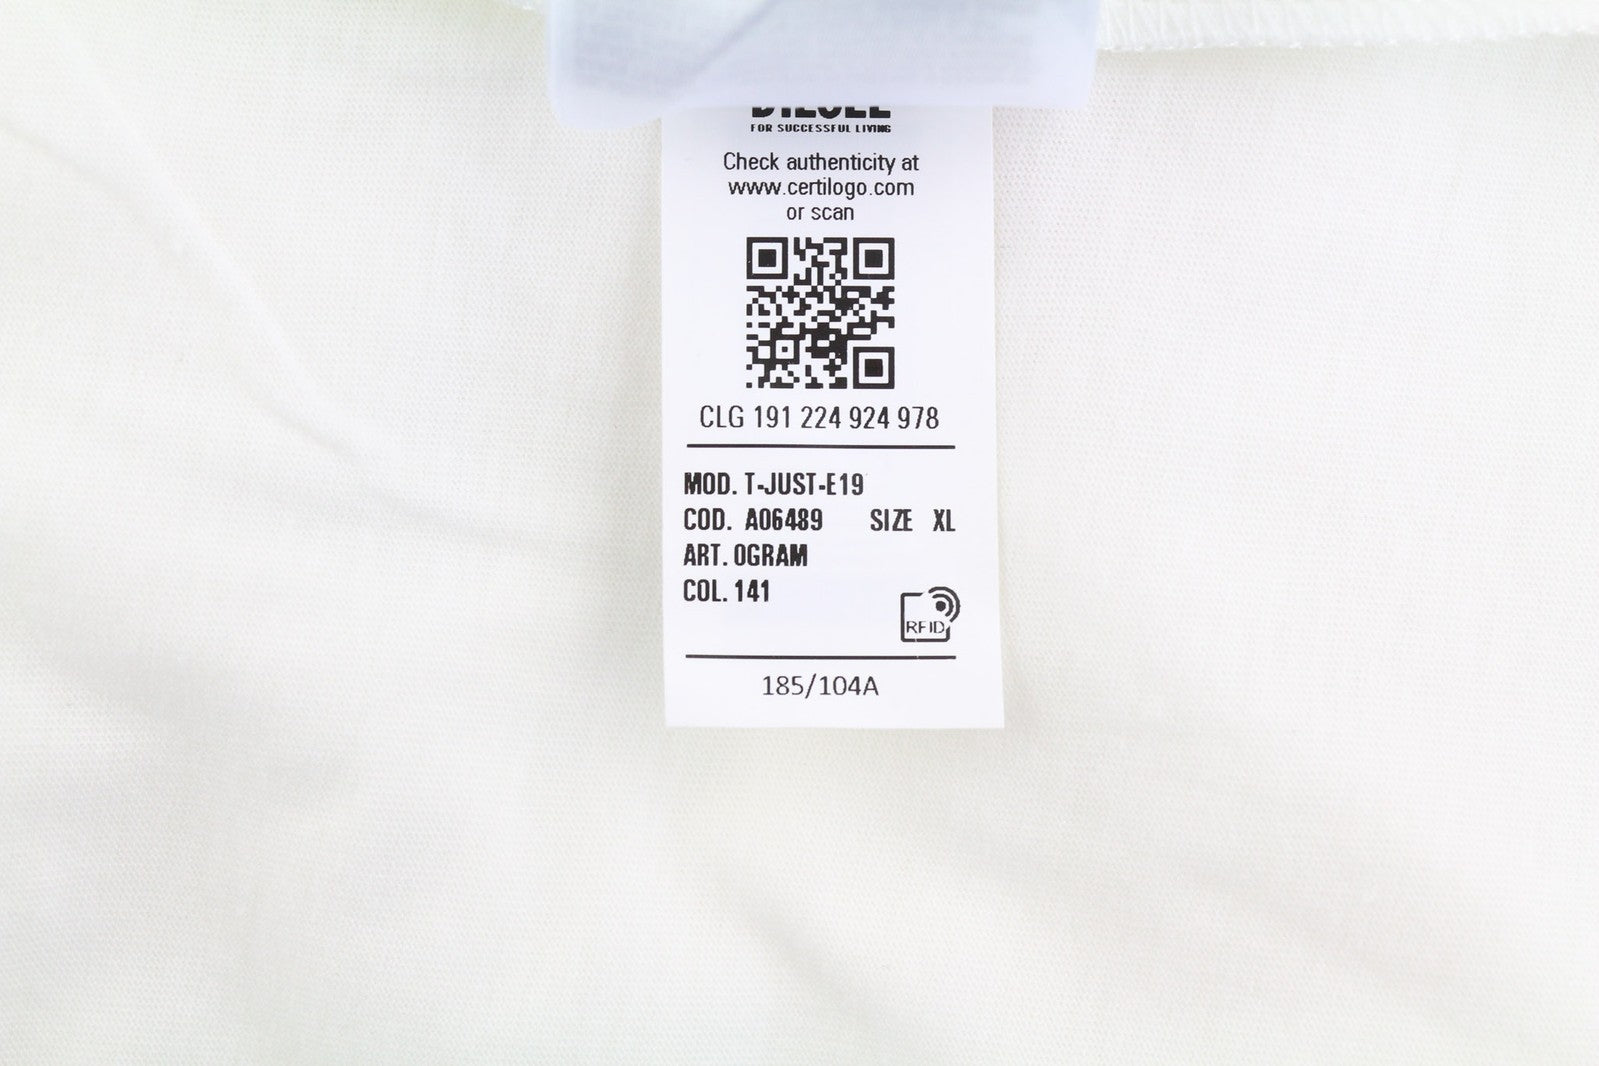 DIESEL
FOR SUCCESSFUL LIVING
Check authenticity at
www.certilogo.com
or scan
CLG 191 224 924 978
MOD. T-JUST-E19
COD. A06489 SIZE XL
ART. 0GRAM
COL. 141
RFID
185/104A